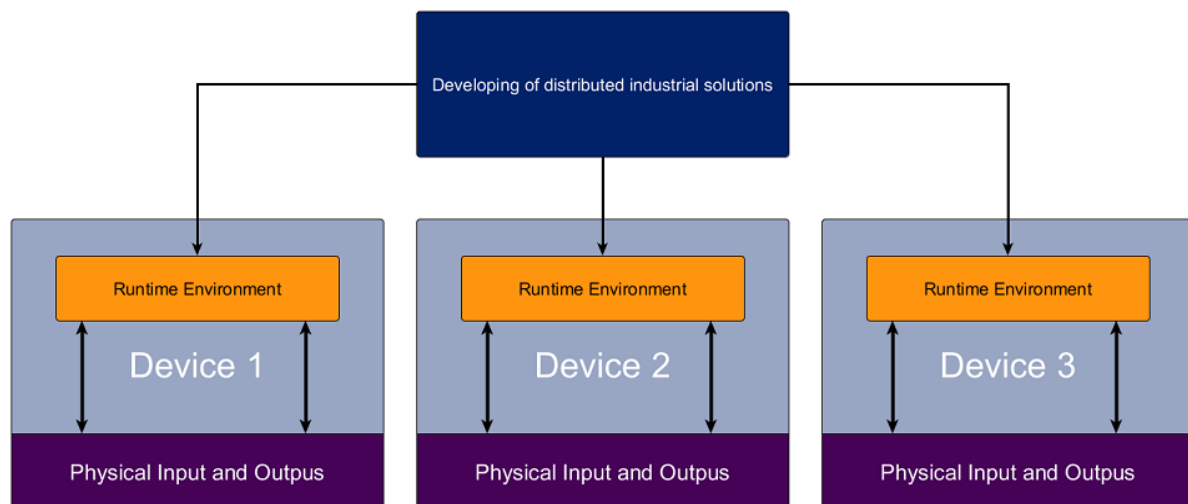 Developing of distributed industrial solutions
Runtime Environment
Runtime Environment
Runtime Environment
Device 1
Device 2
Device 3
Physical Input and Outpus
Physical Input and Outpus
Physical Input and Outpus